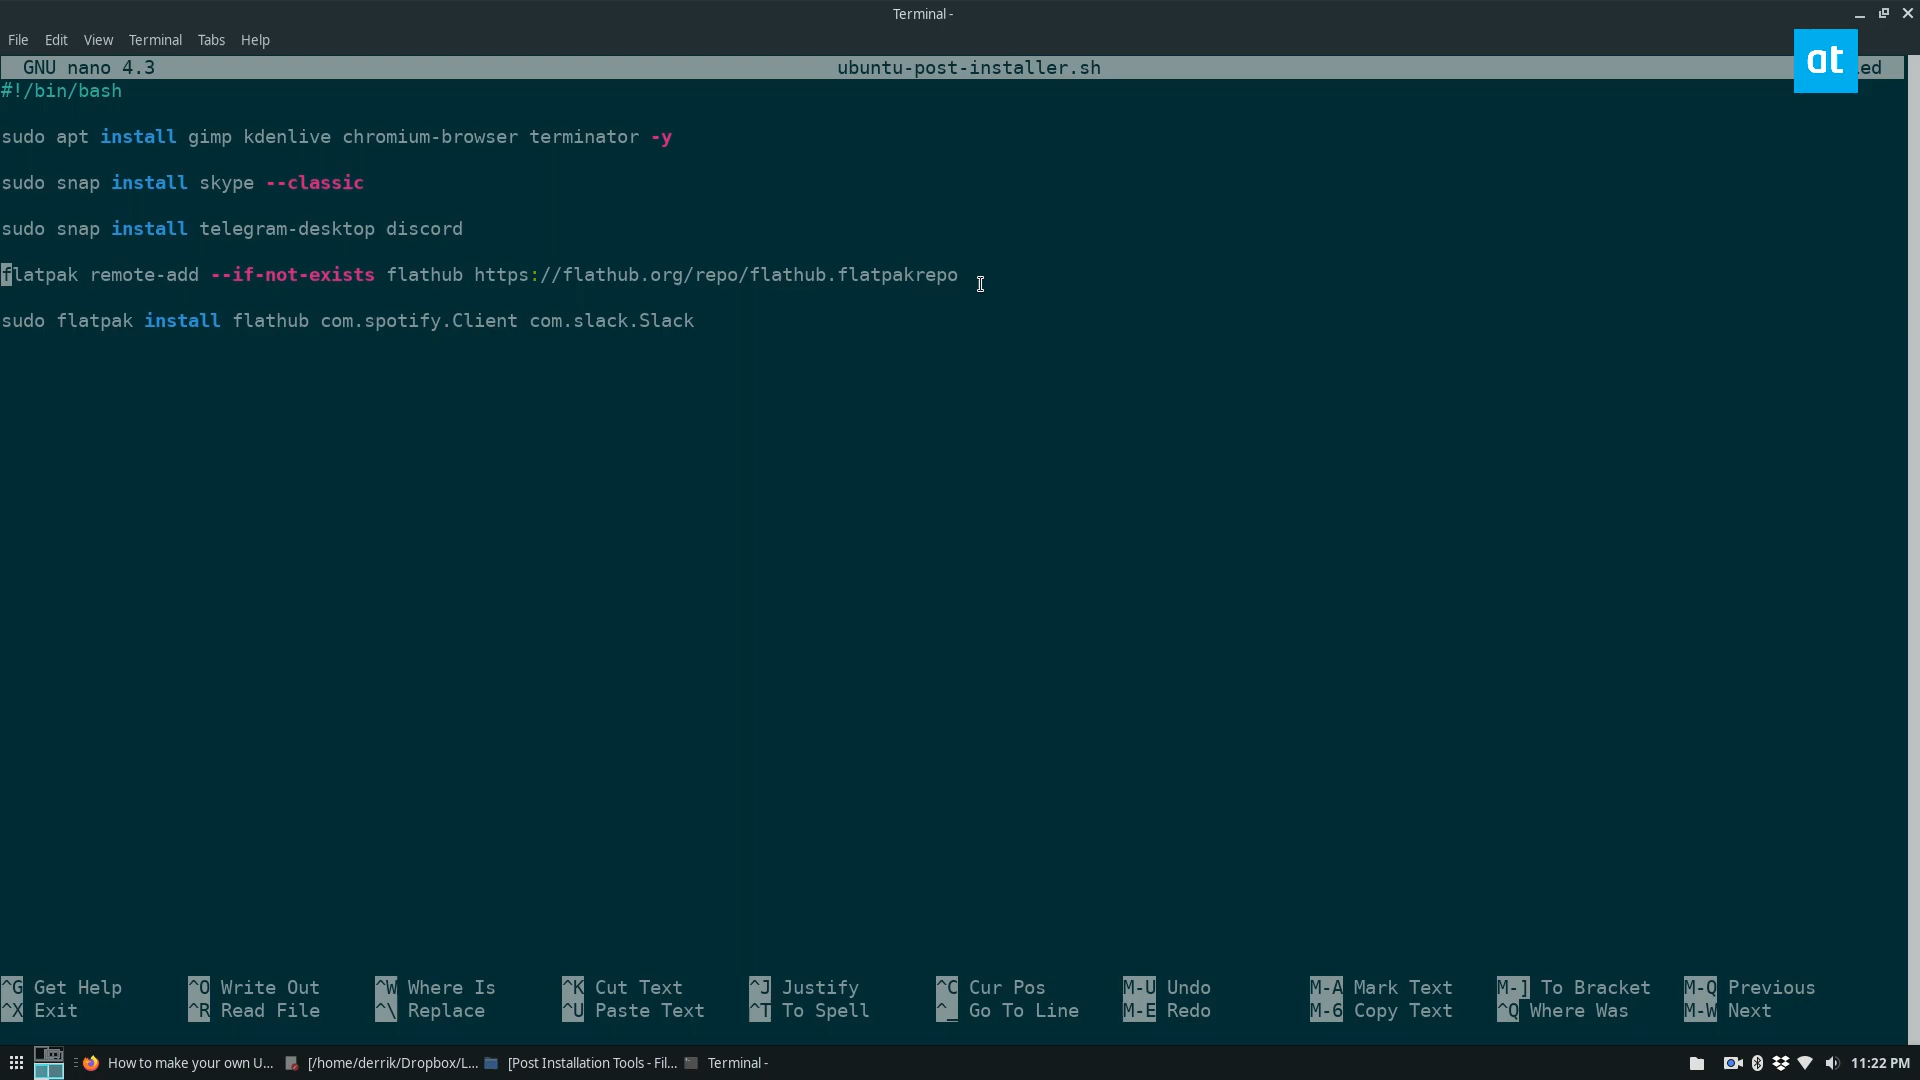 Terminal -
File Edit View Terminal Tabs Help
GNU nano 4.3 ubuntu-post-installer.sh
at
#!/bin/bash
sudo apt install gimp kdenlive chromium-browser terminator -y
sudo snap install skype --classic
sudo snap install telegram-desktop discord
flatpak remote-add --if-not-exists flathub https://flathub.org/repo/flathub.flatpakrepo
sudo flatpak install flathub com.spotify.Client com.slack.Slack
^G Get Help ^O Write Out ^W Where Is ^K Cut Text ^J Justify ^C Cur Pos M-U Undo M-A Mark Text M-] To Bracket M-Q Previous
^X Exit ^R Read File ^\ Replace ^U Paste Text ^T To Spell ^_ Go To Line M-E Redo M-6 Copy Text ^Q Where Was M-W Next
How to make your own U... [/home/derrik/Dropbox/L... [Post Installation Tools - Fil... Terminal - 11:22 PM